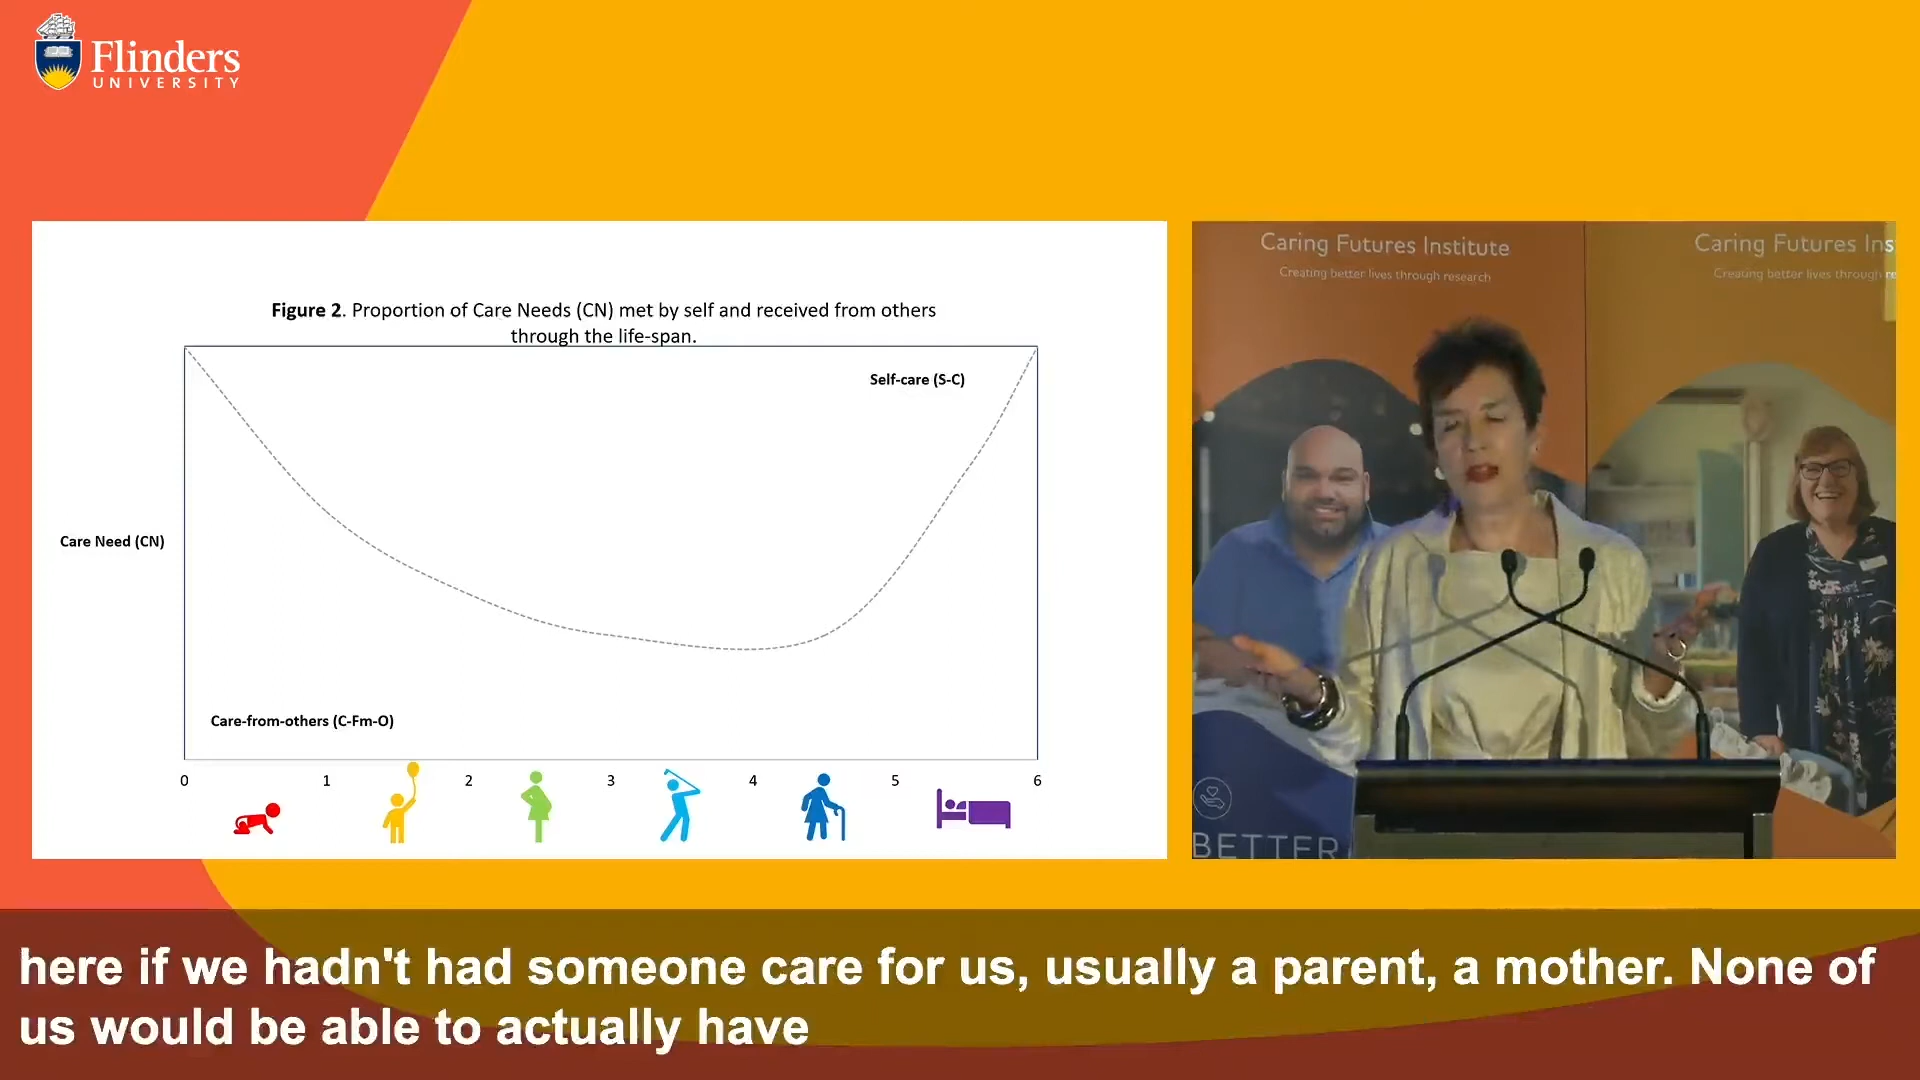 Flinders
UNIVERSITY
Figure 2. Proportion of Care Needs (CN) met by self and received from others
through the life-span.
Self-care (S-C)
Care Need (CN)
Care-from-others (C-Fm-O)
0 1 2 3 4 5 6
Caring Futures Institute
Creating better lives through research
Caring Futures Ins
Creating better lives through re
BETTER
here if we hadn't had someone care for us, usually a parent, a mother. None of
us would be able to actually have